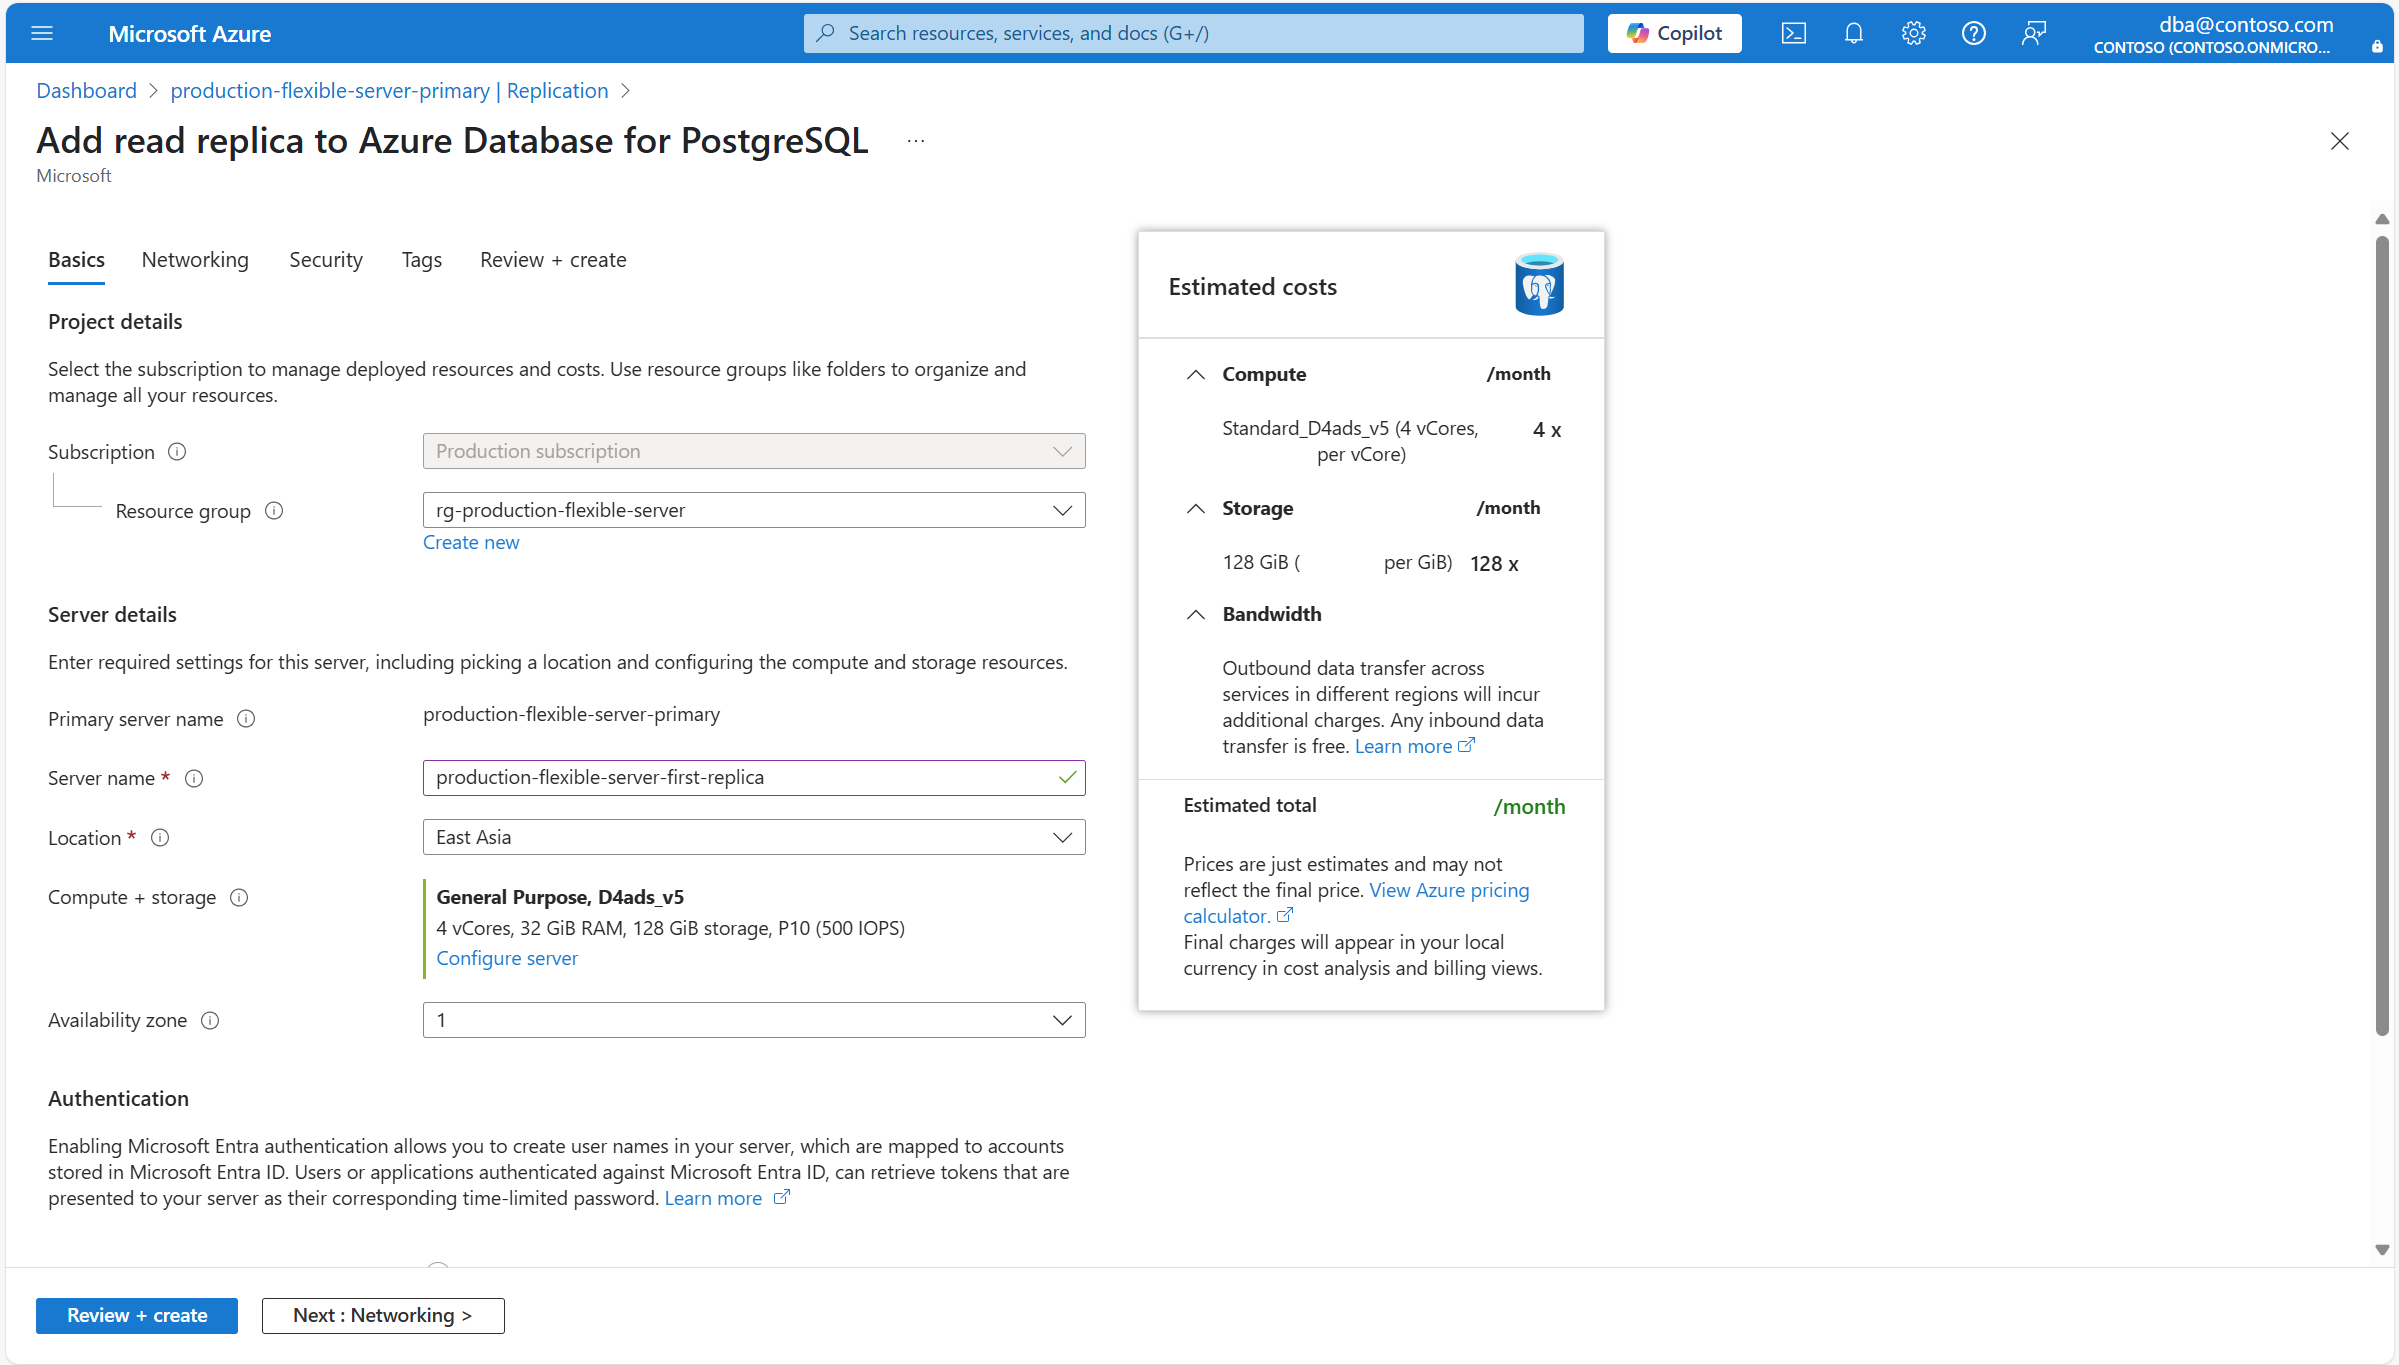 Microsoft Azure
Search resources, services, and docs (G+/)
Copilot
dba@contoso.com
CONTOSO (CONTOSO.ONMICRO...
Dashboard > production-flexible-server-primary | Replication >
Add read replica to Azure Database for PostgreSQL ...
Microsoft
Basics Networking Security Tags Review + create
Project details
Select the subscription to manage deployed resources and costs. Use resource groups like folders to organize and
manage all your resources.
Subscription
Production subscription
Resource group
rg-production-flexible-server
Create new
Server details
Enter required settings for this server, including picking a location and configuring the compute and storage resources.
Primary server name
production-flexible-server-primary
Server name *
production-flexible-server-first-replica
Location *
East Asia
Compute + storage
General Purpose, D4ads_v5
4 vCores, 32 GiB RAM, 128 GiB storage, P10 (500 IOPS)
Configure server
Availability zone
1
Authentication
Enabling Microsoft Entra authentication allows you to create user names in your server, which are mapped to accounts
stored in Microsoft Entra ID. Users or applications authenticated against Microsoft Entra ID, can retrieve tokens that are
presented to your server as their corresponding time-limited password. Learn more
Estimated costs
Compute /month
Standard_D4ads_v5 (4 vCores, 4 x
per vCore)
Storage /month
128 GiB ( per GiB) 128 x
Bandwidth
Outbound data transfer across
services in different regions will incur
additional charges. Any inbound data
transfer is free. Learn more
Estimated total /month
Prices are just estimates and may not
reflect the final price. View Azure pricing
calculator.
Final charges will appear in your local
currency in cost analysis and billing views.
Review + create
Next : Networking >